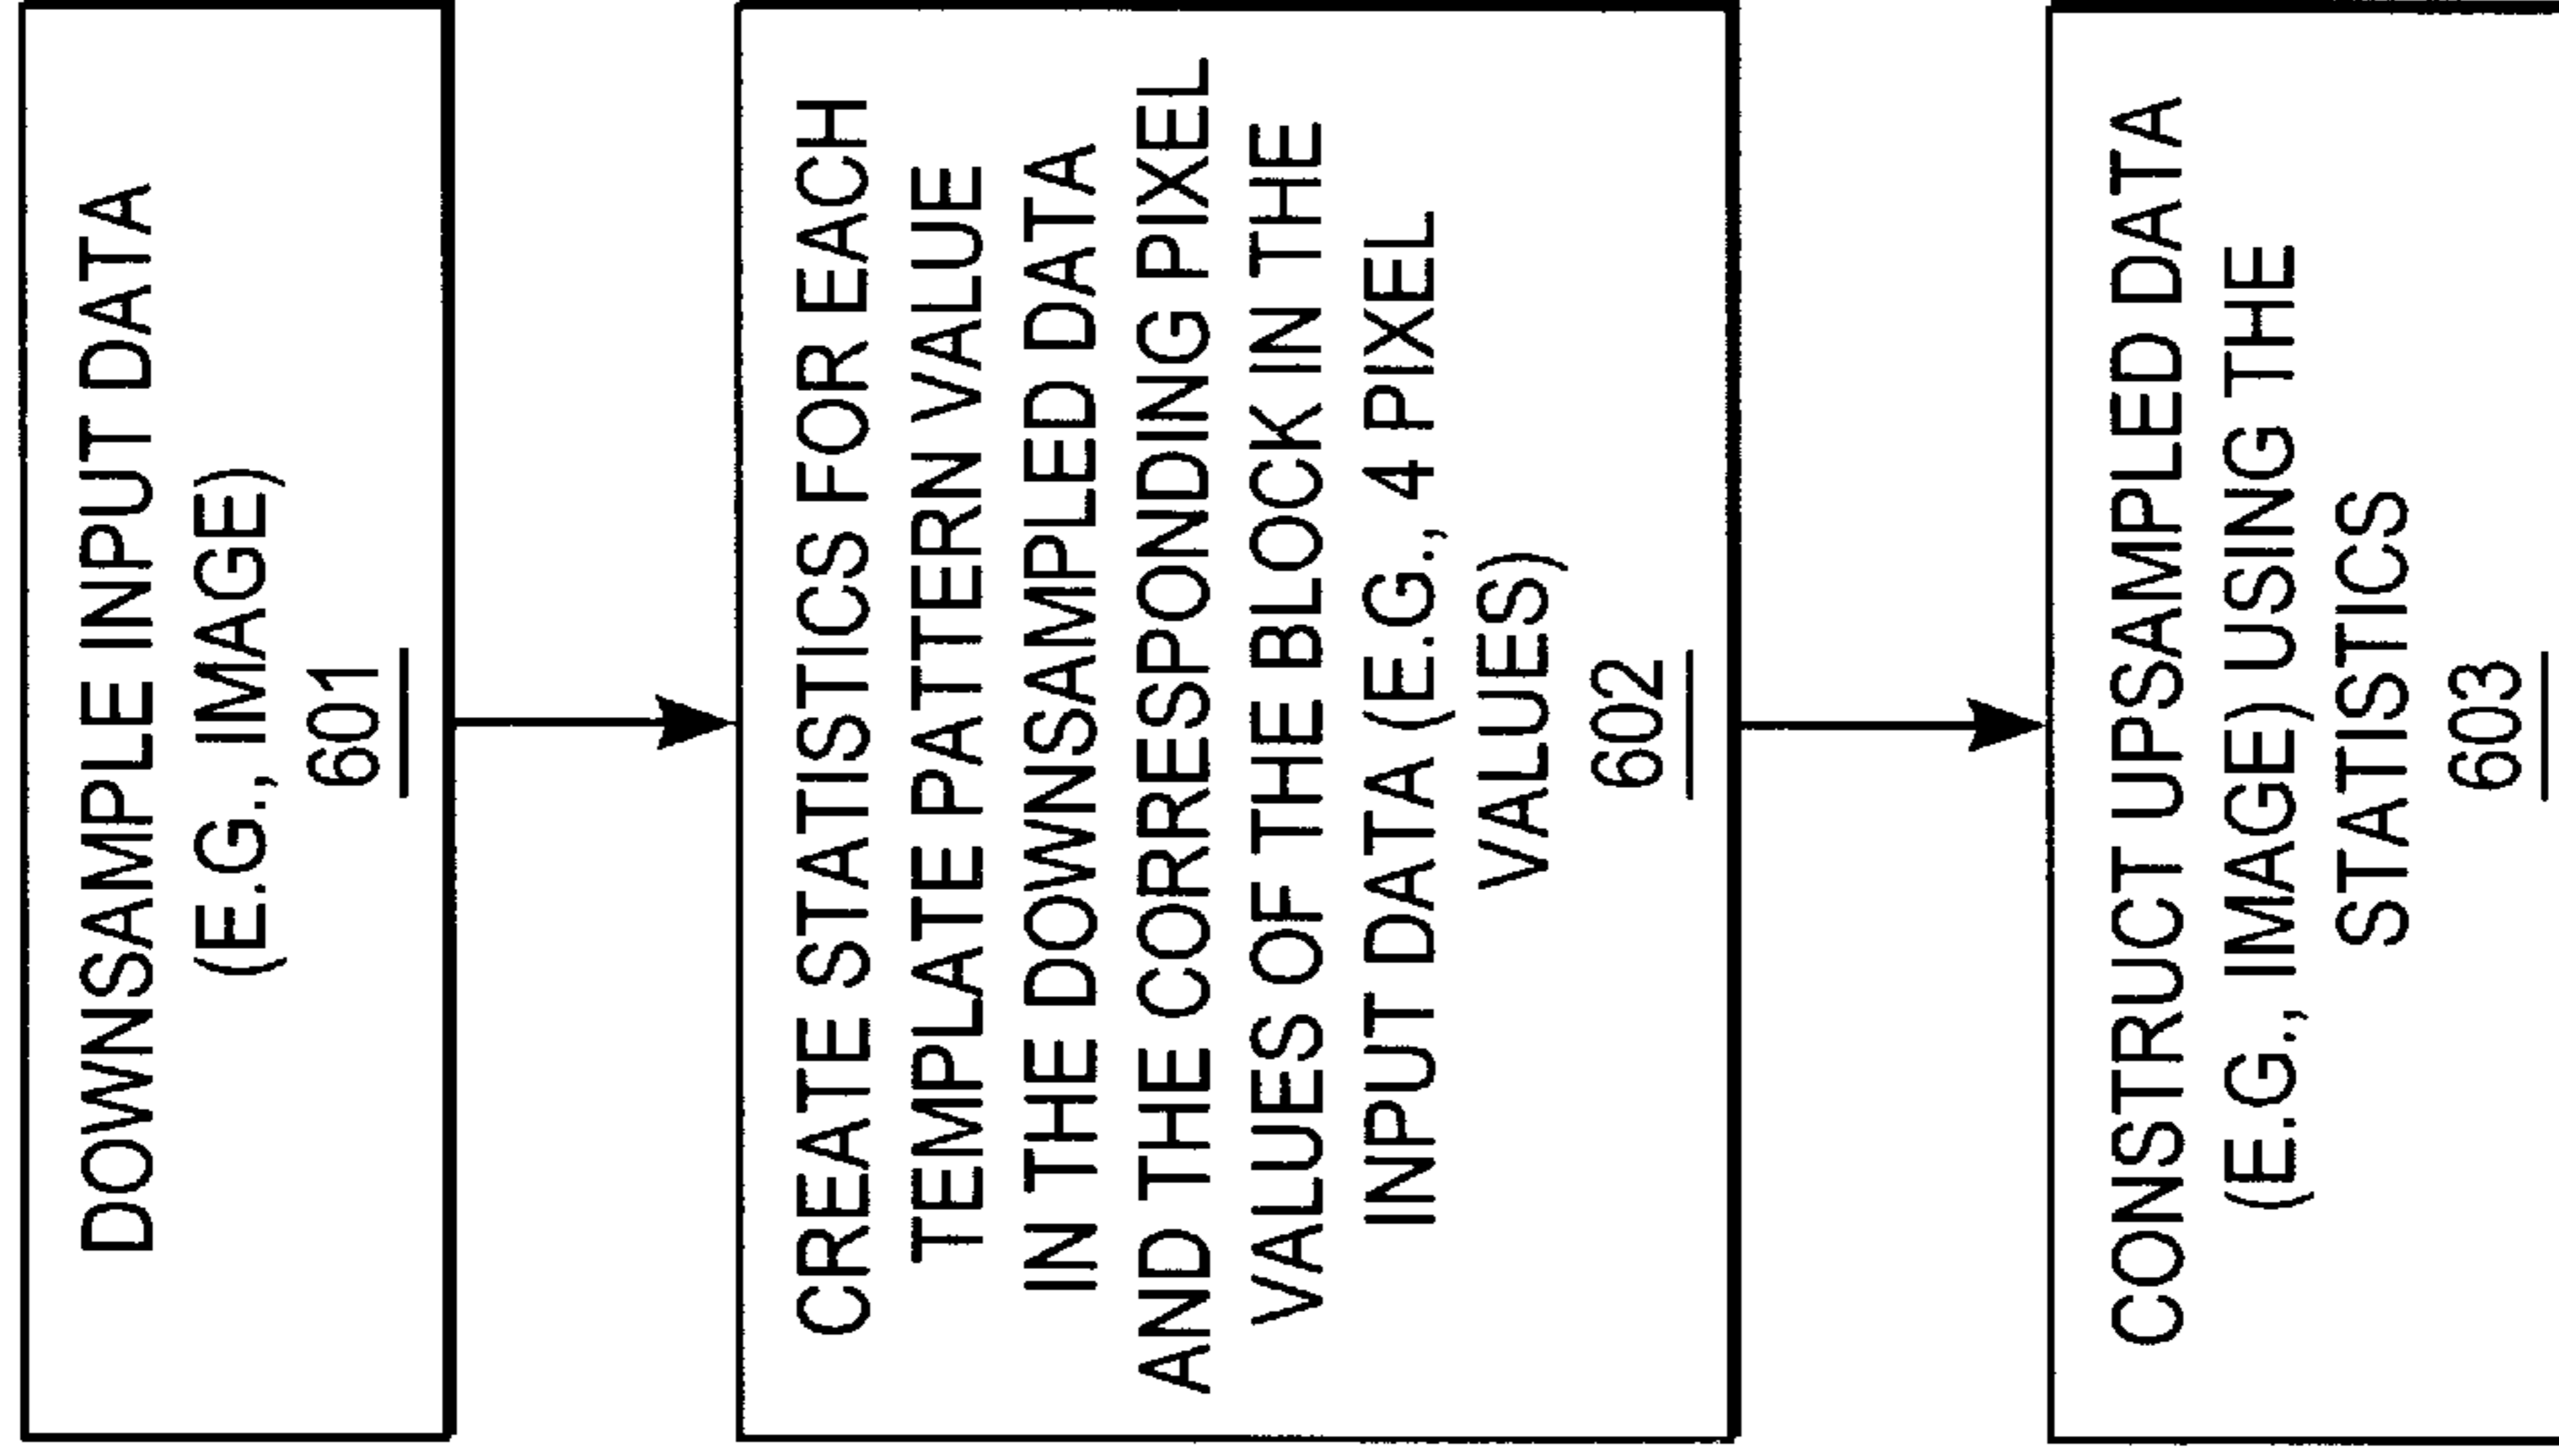 DOWNSAMPLE INPUT DATA
(E.G., IMAGE)
601
CREATE STATISTICS FOR EACH
TEMPLATE PATTERN VALUE
IN THE DOWNSAMPLED DATA
AND THE CORRESPONDING PIXEL
VALUES OF THE BLOCK IN THE
INPUT DATA (E.G., 4 PIXEL
VALUES)
602
CONSTRUCT UPSAMPLED DATA
(E.G., IMAGE) USING THE
STATISTICS
603